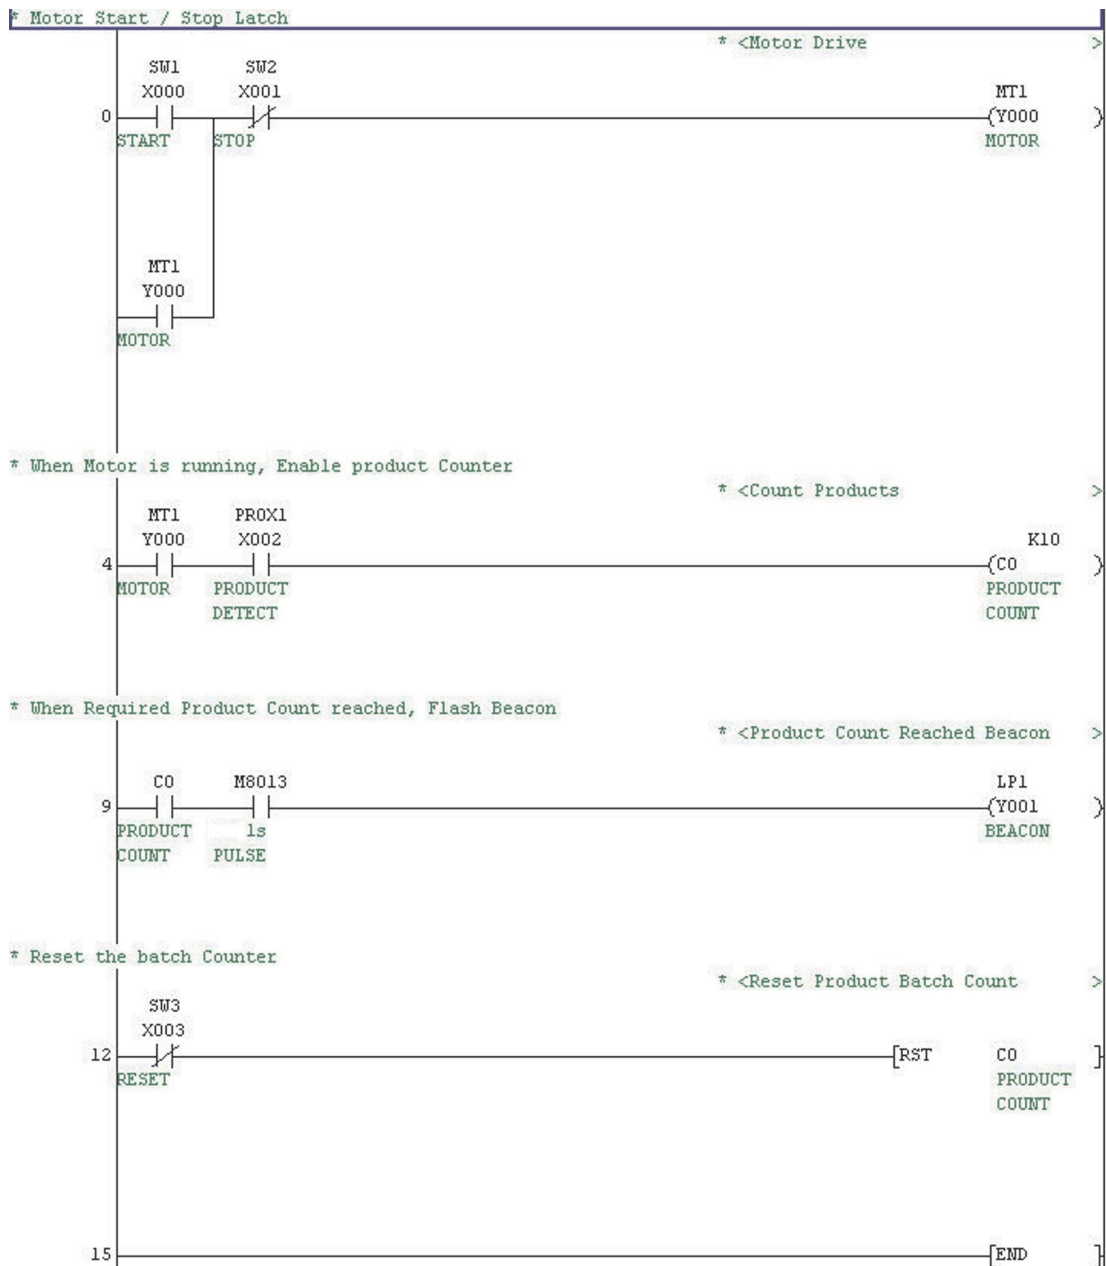 * Motor Start / Stop Latch
* <Motor Drive >
SW1 SW2
X000 X001 MT1
0 (Y000 )
START STOP MOTOR
MT1
Y000
MOTOR
* When Motor is running, Enable product Counter
* <Count Products >
MT1 PROX1
Y000 X002 K10
4 (C0 )
MOTOR PRODUCT PRODUCT
DETECT COUNT
* When Required Product Count reached, Flash Beacon
* <Product Count Reached Beacon >
C0 M8013 LP1
9 (Y001 )
PRODUCT 1s BEACON
COUNT PULSE
* Reset the batch Counter
* <Reset Product Batch Count >
SW3
X003
12 [RST C0 ]
RESET PRODUCT
COUNT
15 [END ]